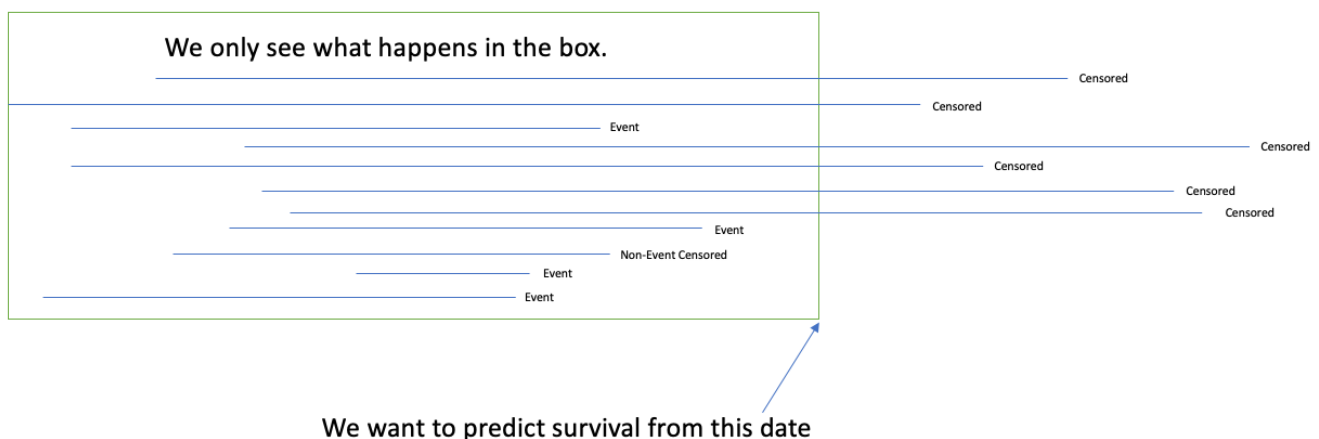 We only see what happens in the box.
Censored
Censored
Event
Censored
Censored
Censored
Censored
Event
Non-Event Censored
Event
Event
We want to predict survival from this date